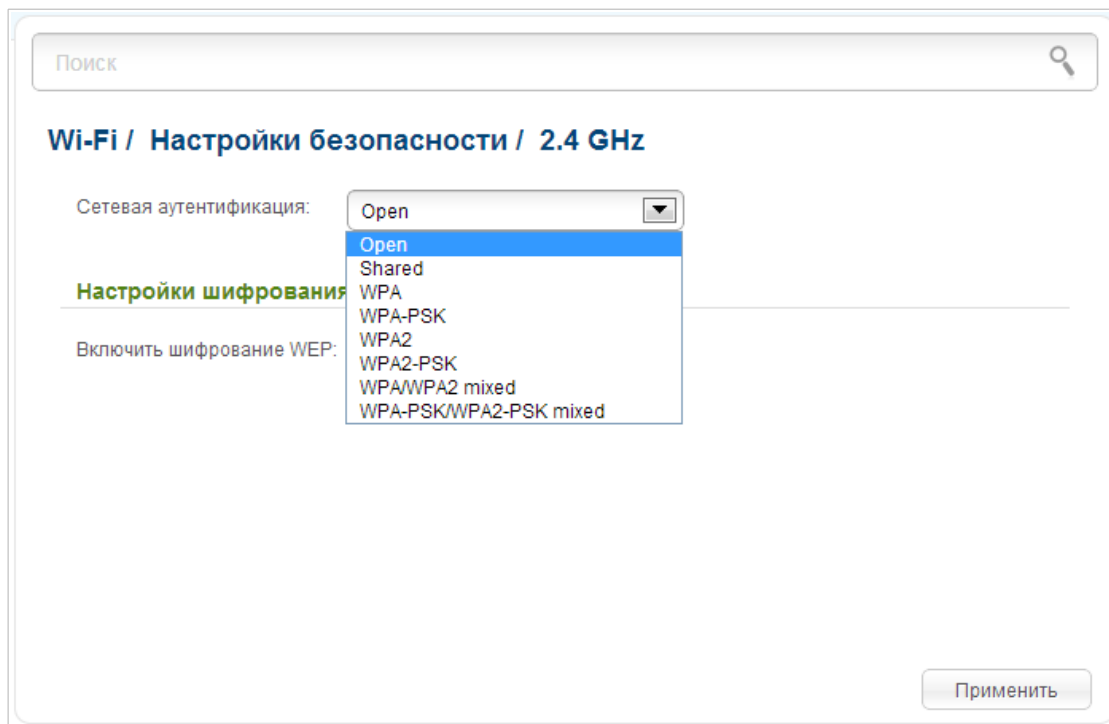 Поиск
Wi-Fi / Настройки безопасности / 2.4 GHz
Сетевая аутентификация:
Open
Open
Shared
WPA
WPA-PSK
WPA2
WPA2-PSK
WPA/WPA2 mixed
WPA-PSK/WPA2-PSK mixed
Настройки шифрования
Включить шифрование WEP:
Применить